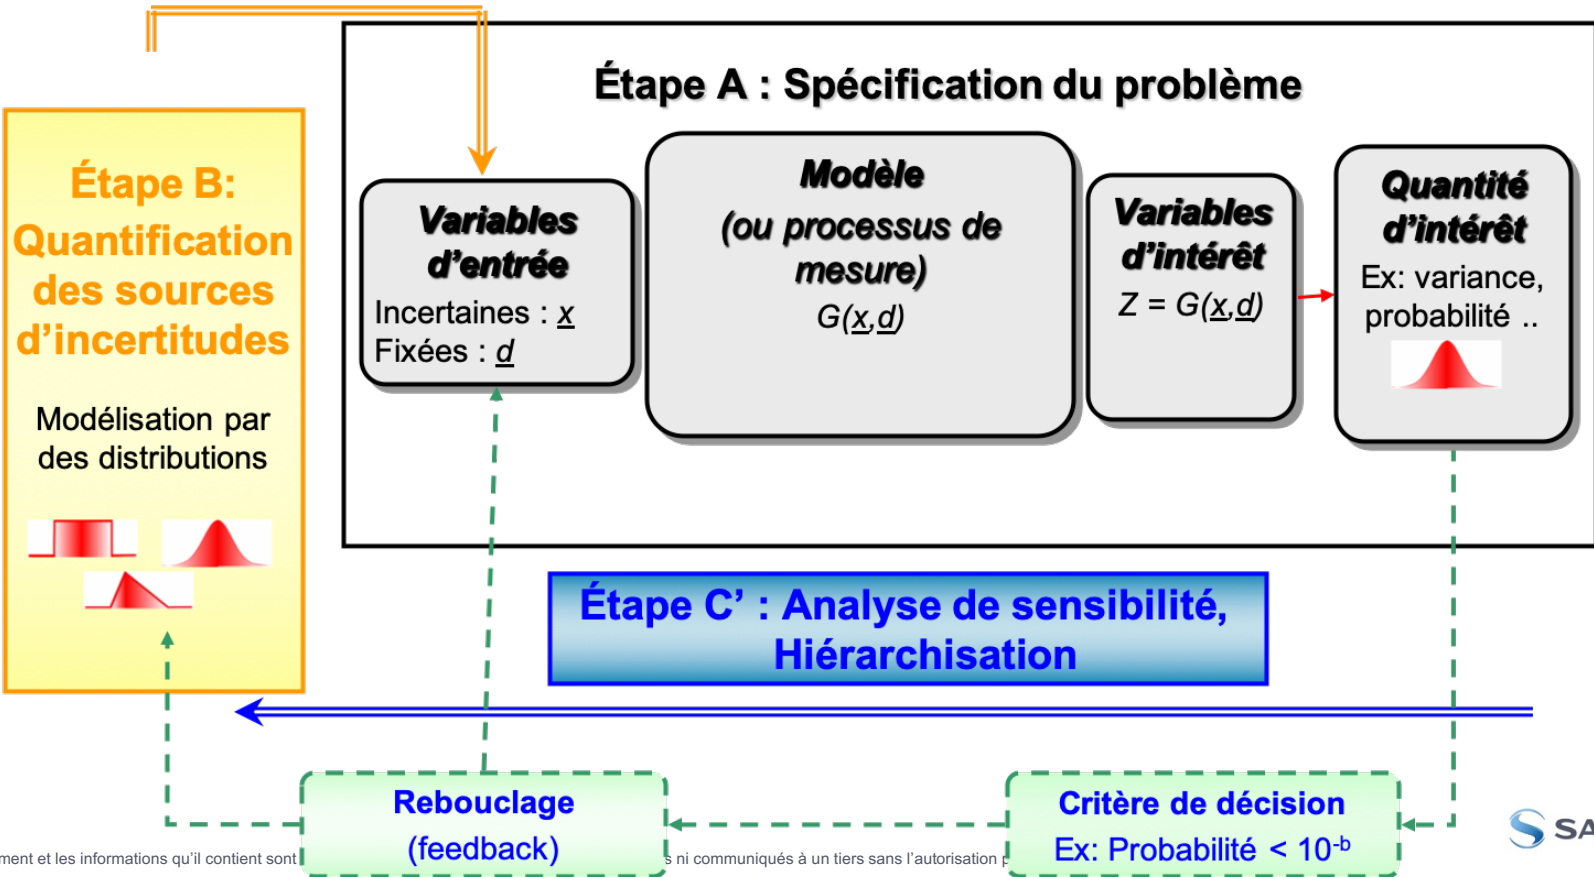 Étape A : Spécification du problème
Étape B:
Quantification
des sources
d'incertitudes
Modélisation par
des distributions
Variables
d'entrée
Incertaines : x
Fixées : d
Modèle
(ou processus de
mesure)
G(x,d)
Variables
d'intérêt
Z = G(x,d)
Quantité
d'intérêt
Ex: variance,
probabilité ..
Étape C' : Analyse de sensibilité,
Hiérarchisation
Rebouclage
(feedback)
Critère de décision
Ex: Probabilité < 10⁻ᵇ
SA
ment et les informations qu'il contient sont
s ni communiqués à un tiers sans l'autorisation p